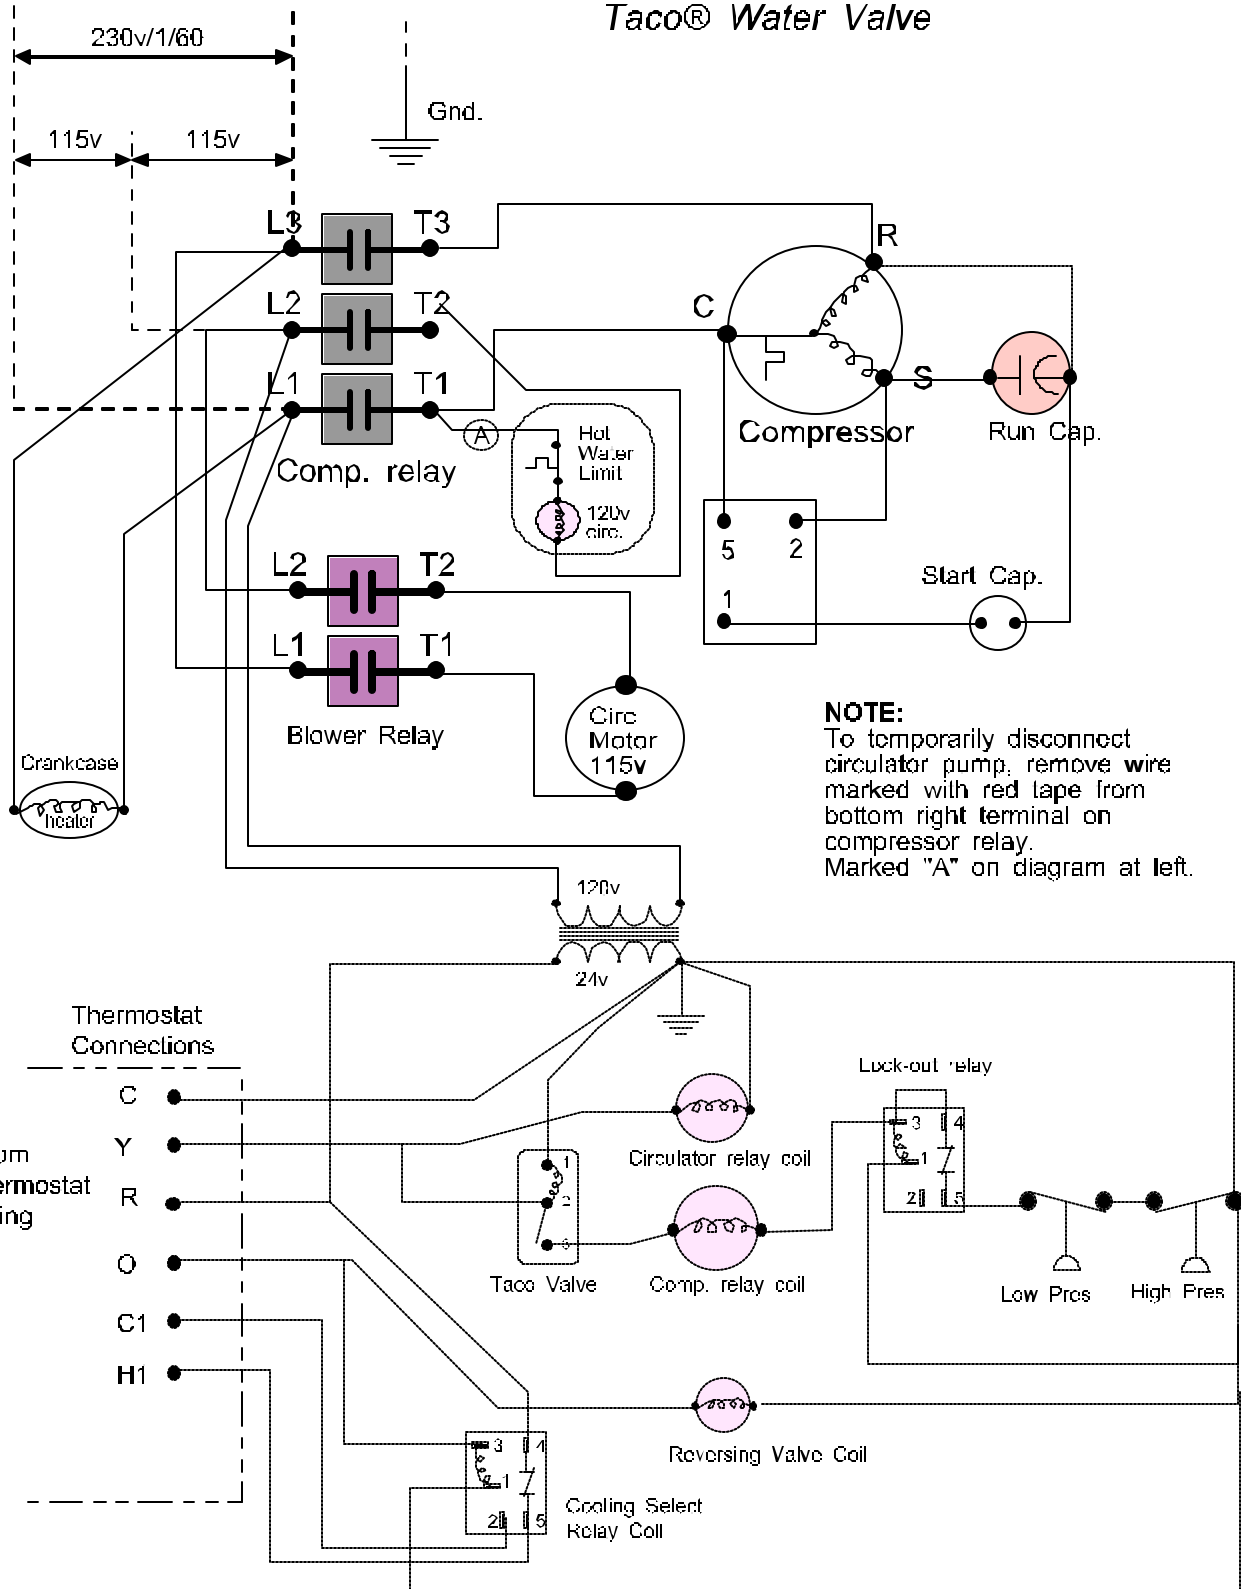 Taco® Water Valve
230v/1/60
Gnd.
115v 115v
L3 T3
R
L2 T2
C
L1 T1
S
A
Hot
Water
Limit
Compressor
Run Cap.
Comp. relay
120v
circ.
5 2
L2 T2
Start Cap.
1
L1 T1
NOTE:
To temporarily disconnect
circulator pump, remove wire
marked with red tape from
bottom right terminal on
compressor relay.
Marked "A" on diagram at left.
Circ
Motor
115v
Blower Relay
Crankcase
heater
120v
24v
Thermostat
Connections
Lock-out relay
C
3 4
Y
1
Circulator relay coil
1
2 5
R
2
O
3
Taco Valve
Comp. relay coil
Low Pres
High Pres
C1
H1
3 4
Reversing Valve Coil
1
2 5
Cooling Select
Relay Coil